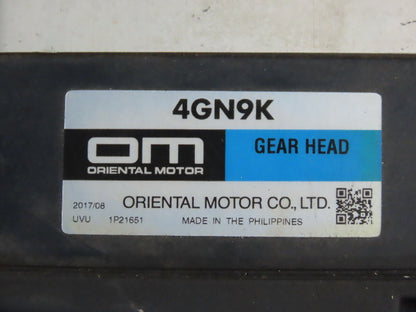 4GN9K
om GEAR HEAD
ORIENTAL MOTOR
2017/08 ORIENTAL MOTOR CO., LTD.
UVU 1P21651 MADE IN THE PHILIPPINES